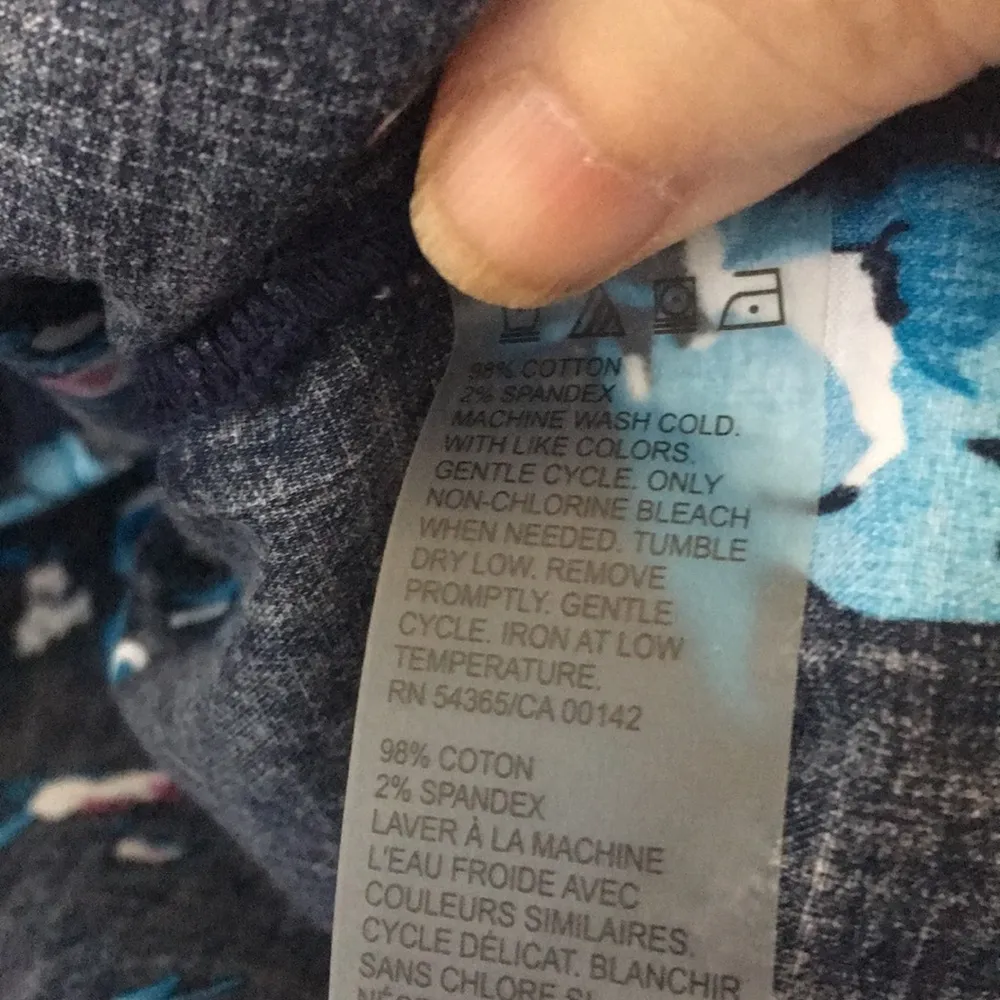 98% COTTON
2% SPANDEX
MACHINE WASH COLD.
WITH LIKE COLORS.
GENTLE CYCLE. ONLY
NON-CHLORINE BLEACH
WHEN NEEDED. TUMBLE
DRY LOW. REMOVE
PROMPTLY. GENTLE
CYCLE. IRON AT LOW
TEMPERATURE.
RN 54365/CA 00142
98% COTON
2% SPANDEX
LAVER À LA MACHINE
L'EAU FROIDE AVEC
COULEURS SIMILAIRES.
CYCLE DÉLICAT. BLANCHIR
SANS CHLORE SI